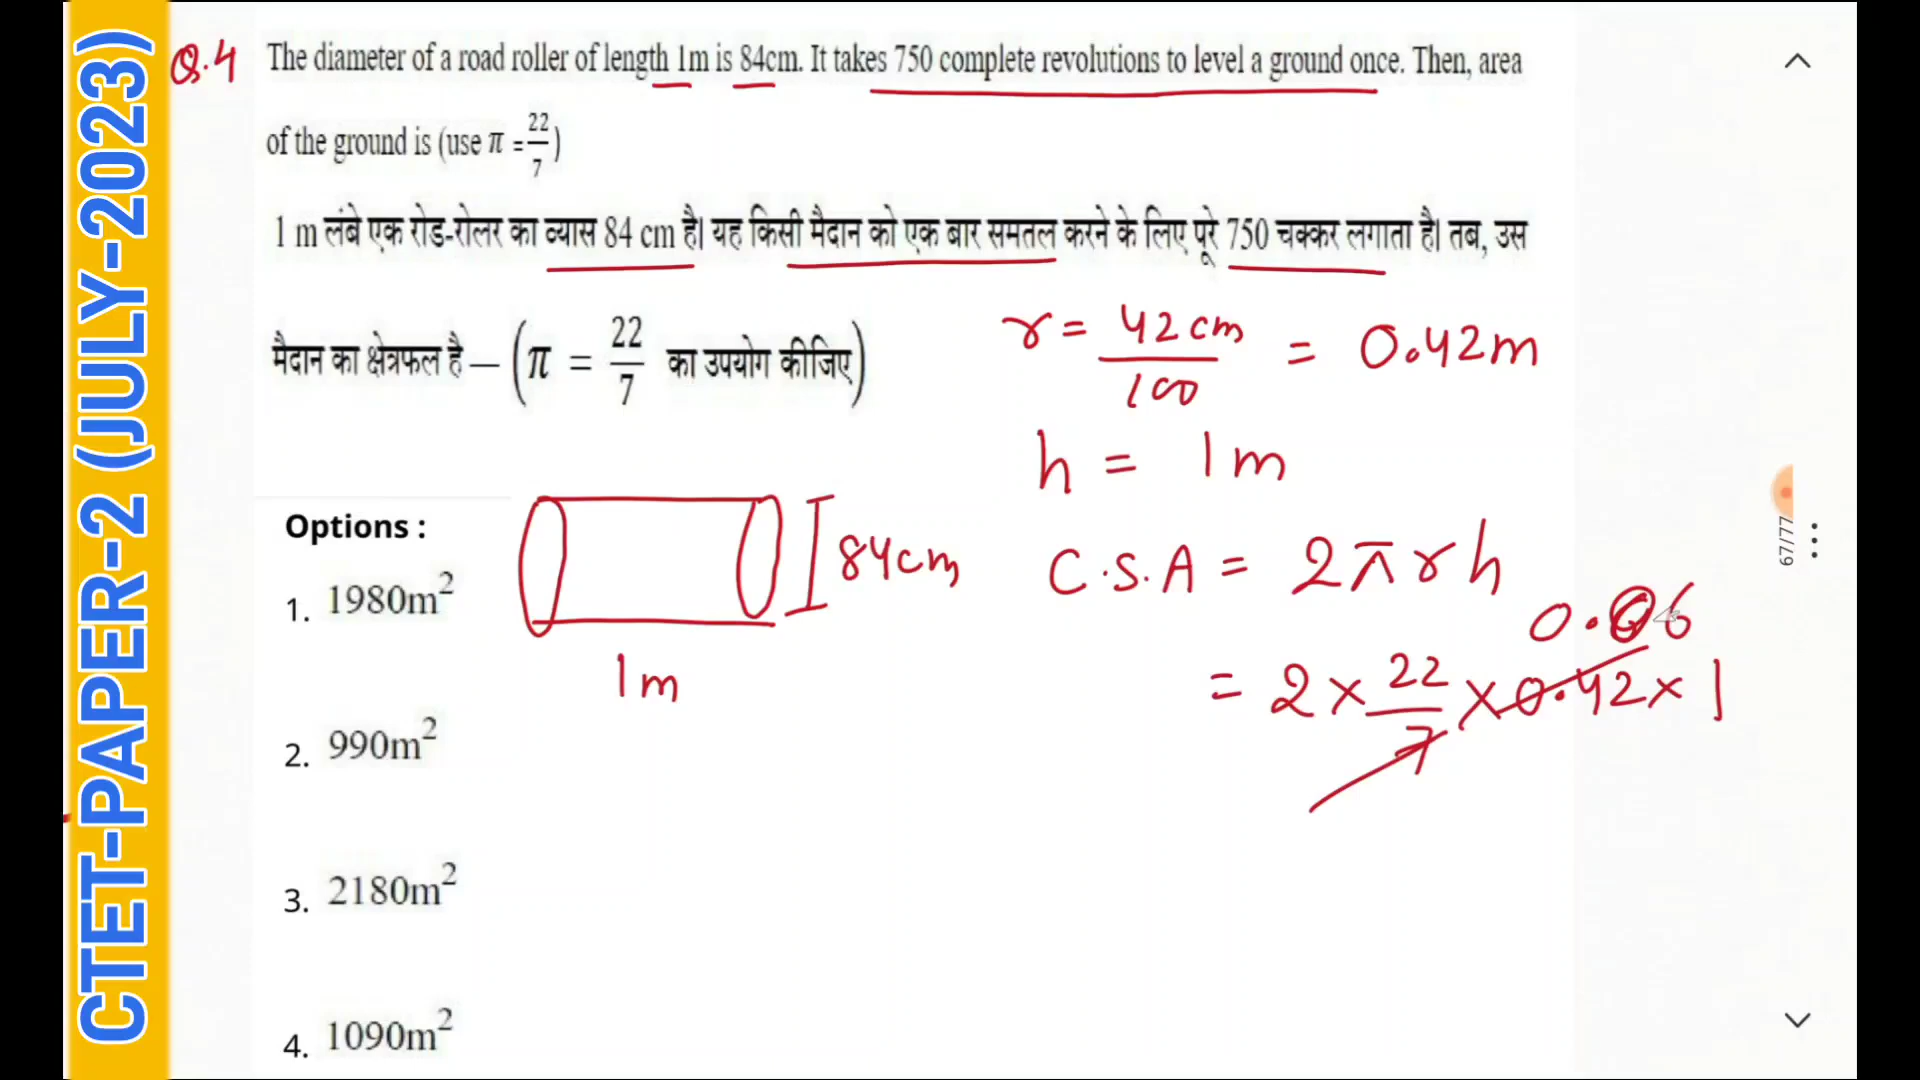 CTET-PAPER-2 (JULY-2023)
Q.4 The diameter of a road roller of length 1m is 84cm. It takes 750 complete revolutions to level a ground once. Then, area
of the ground is (use π = 22/7)
1 m लंबे एक रोड-रोलर का व्यास 84 cm है। यह किसी मैदान को एक बार समतल करने के लिए पूरे 750 चक्कर लगाता है। तब, उस
मैदान का क्षेत्रफल है – (π = 22/7 का उपयोग कीजिए)
r = 42cm/100 = 0.42m
h = 1m
Options :
84cm
C.S.A = 2πrh
1. 1980m²
0.06
1m
= 2 × 22/7 × 0.42 × 1
2. 990m²
3. 2180m²
4. 1090m²
67/77